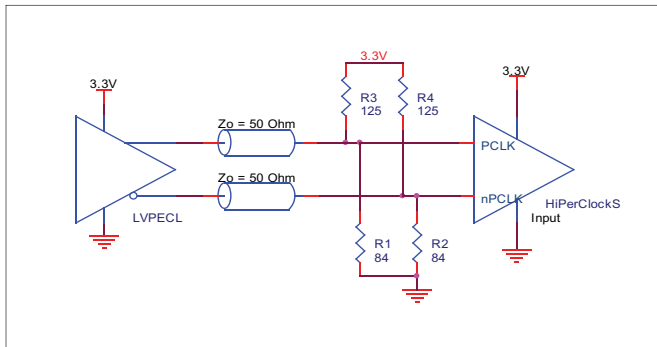 3.3V
3.3V
3.3V
R3
125
R4
125
Zo = 50 Ohm
PCLK
Zo = 50 Ohm
nPCLK
HiPerClockS
Input
LVPECL
R1
84
R2
84